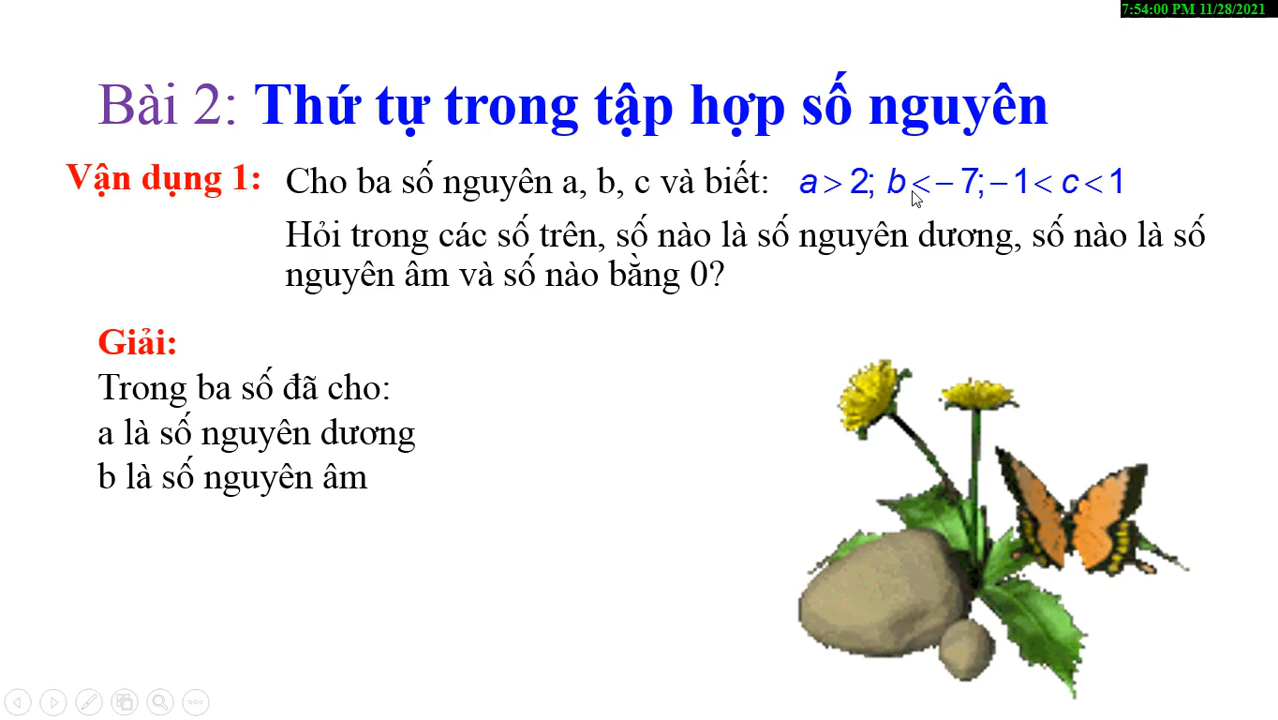 7:54:00 PM 11/28/2021
Bài 2: Thứ tự trong tập hợp số nguyên
Vận dụng 1: Cho ba số nguyên a, b, c và biết: a > 2; b < − 7; − 1 < c < 1
Hỏi trong các số trên, số nào là số nguyên dương, số nào là số
nguyên âm và số nào bằng 0?
Giải:
Trong ba số đã cho:
a là số nguyên dương
b là số nguyên âm